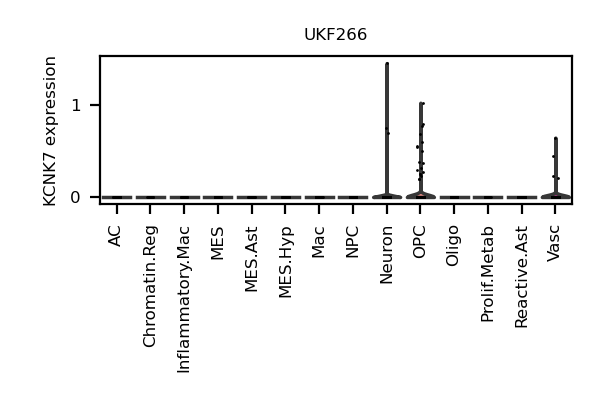 UKF266
KCNK7 expression
1
0
AC
Chromatin.Reg
Inflammatory.Mac
MES
MES.Ast
MES.Hyp
Mac
NPC
Neuron
OPC
Oligo
Prolif.Metab
Reactive.Ast
Vasc